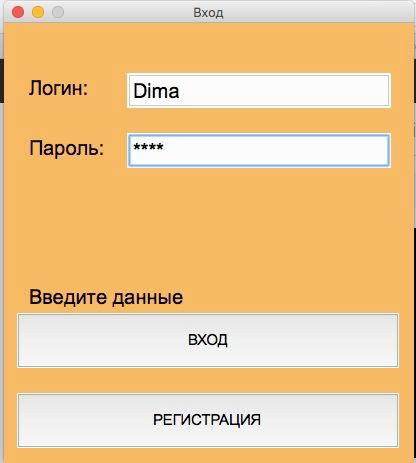 Вход
Логин: Dima
Пароль: ****
Введите данные
ВХОД
РЕГИСТРАЦИЯ